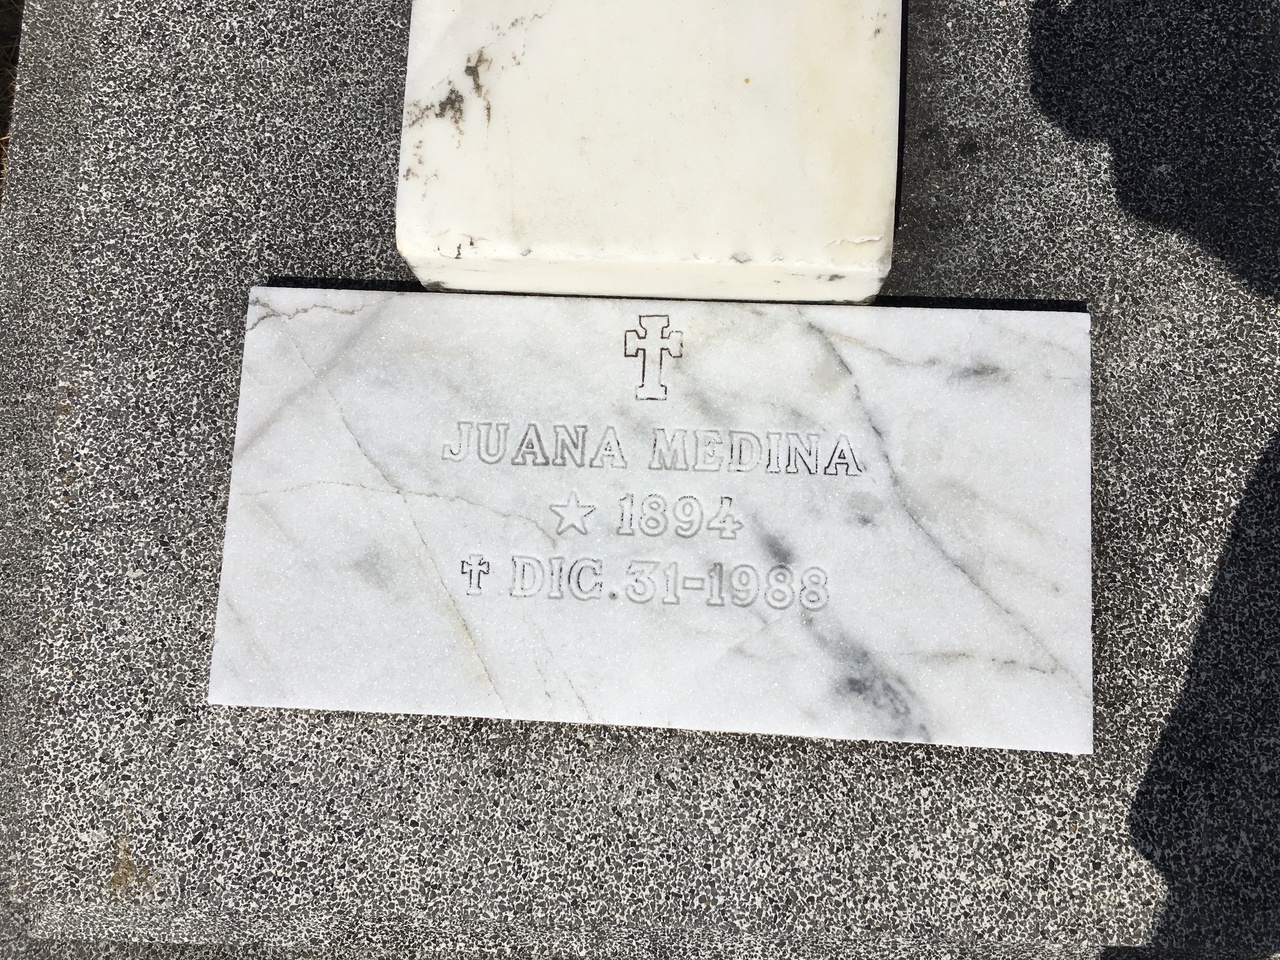 JUANA MEDINA
★ 1894
✝ DIC. 31-1988